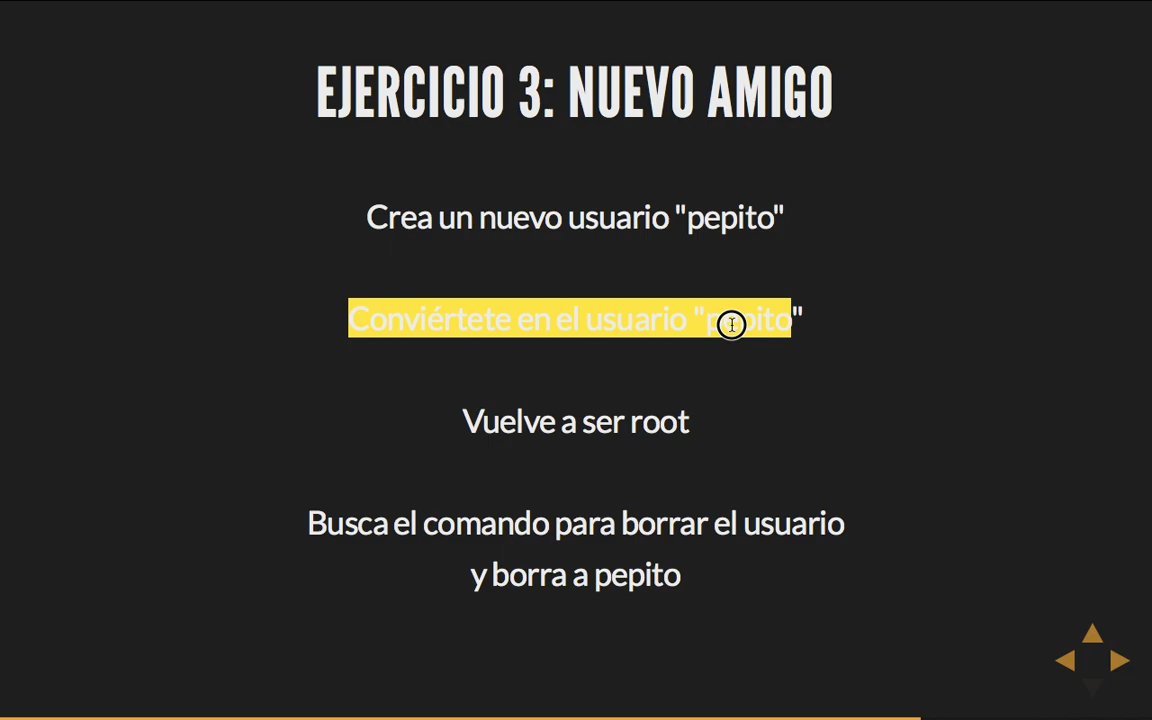 EJERCICIO 3: NUEVO AMIGO
Crea un nuevo usuario "pepito"
Conviértete en el usuario "pepito"
Vuelve a ser root
Busca el comando para borrar el usuario
y borra a pepito